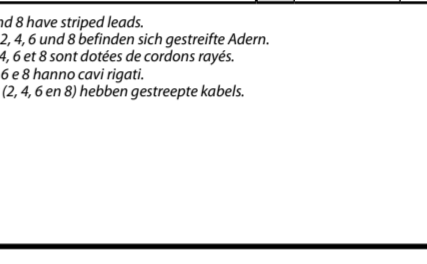 nd 8 have striped leads.
2, 4, 6 und 8 befinden sich gestreifte Adern.
4, 6 et 8 sont dotées de cordons rayés.
6 e 8 hanno cavi rigati.
(2, 4, 6 en 8) hebben gestreepte kabels.